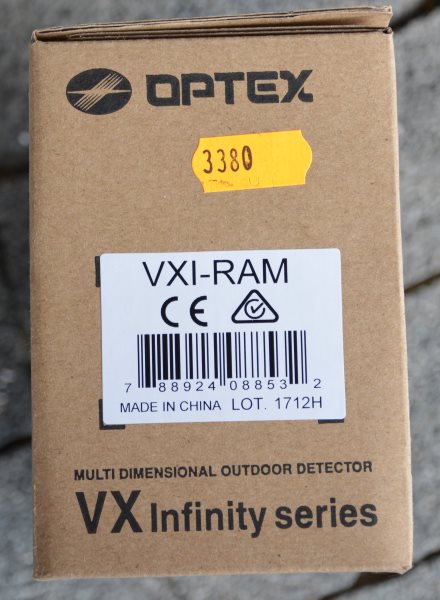 OPTEX
3380
VXI-RAM
CE
7 88924 08853 2
MADE IN CHINA LOT. 1712H
MULTI DIMENSIONAL OUTDOOR DETECTOR
VX Infinity series